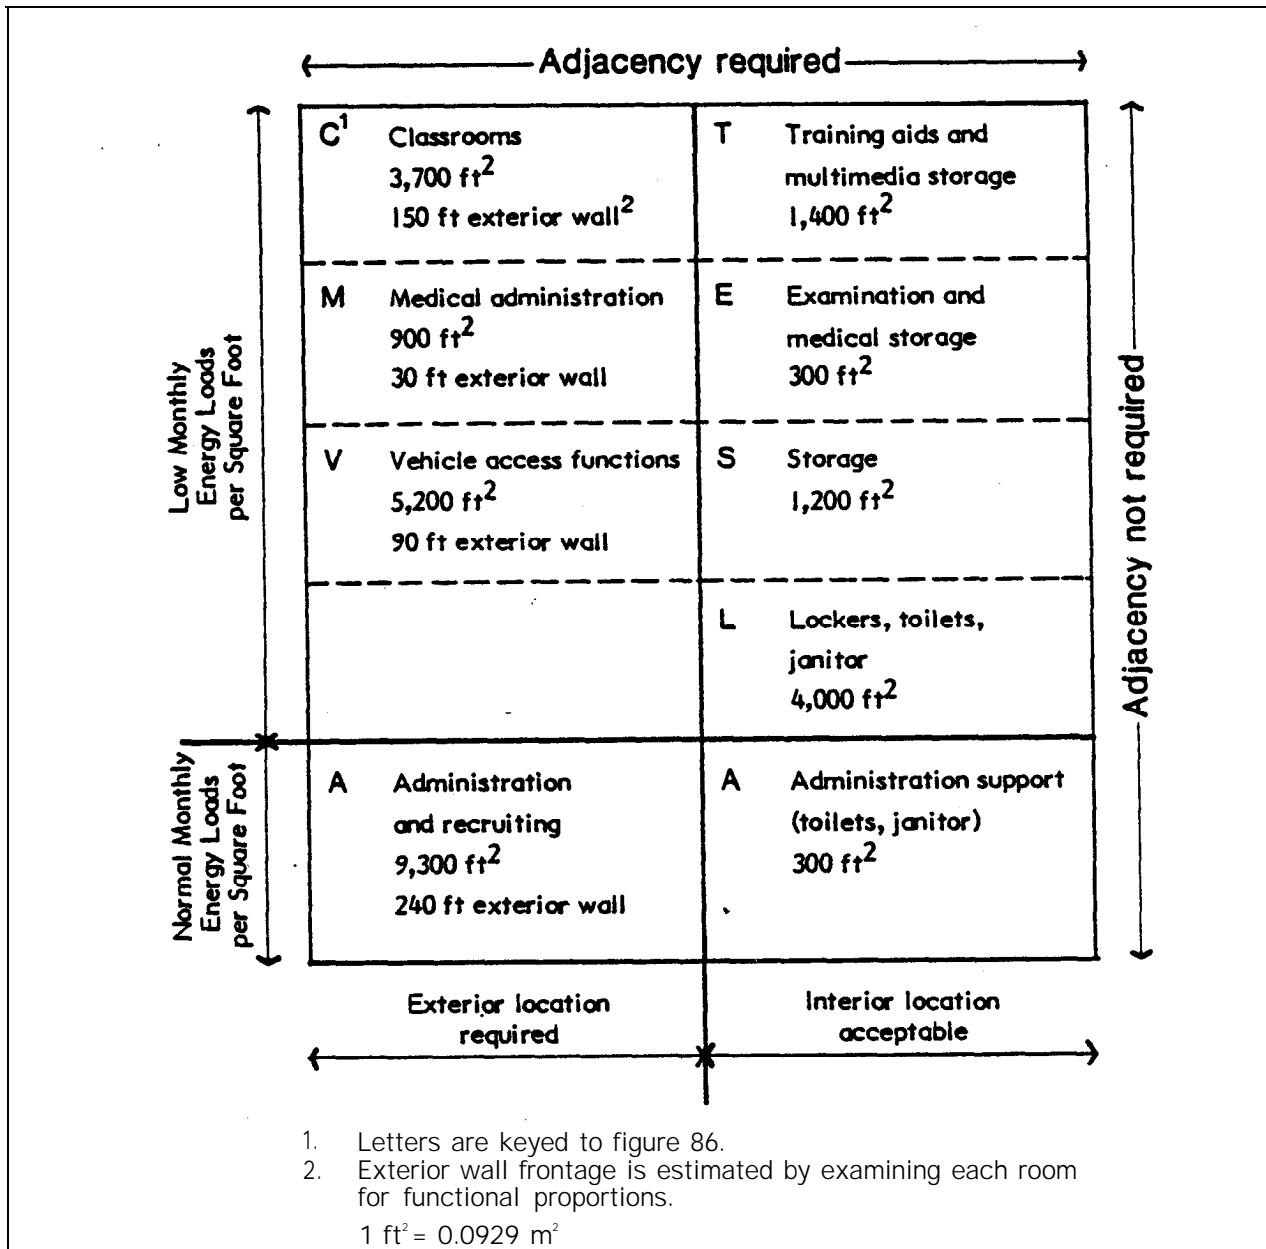 Adjacency required
C¹ Classrooms
3,700 ft²
150 ft exterior wall²
T Training aids and
multimedia storage
1,400 ft²
M Medical administration
900 ft²
30 ft exterior wall
E Examination and
medical storage
300 ft²
V Vehicle access functions
5,200 ft²
90 ft exterior wall
S Storage
1,200 ft²
L Lockers, toilets,
janitor
4,000 ft²
A Administration
and recruiting
9,300 ft²
240 ft exterior wall
A Administration support
(toilets, janitor)
300 ft²
Low Monthly
Energy Loads
per Square Foot
Normal Monthly
Energy Loads
per Square Foot
Adjacency not required
Exterior location
required
Interior location
acceptable
1. Letters are keyed to figure 86.
2. Exterior wall frontage is estimated by examining each room
for functional proportions.
1 ft² = 0.0929 m²